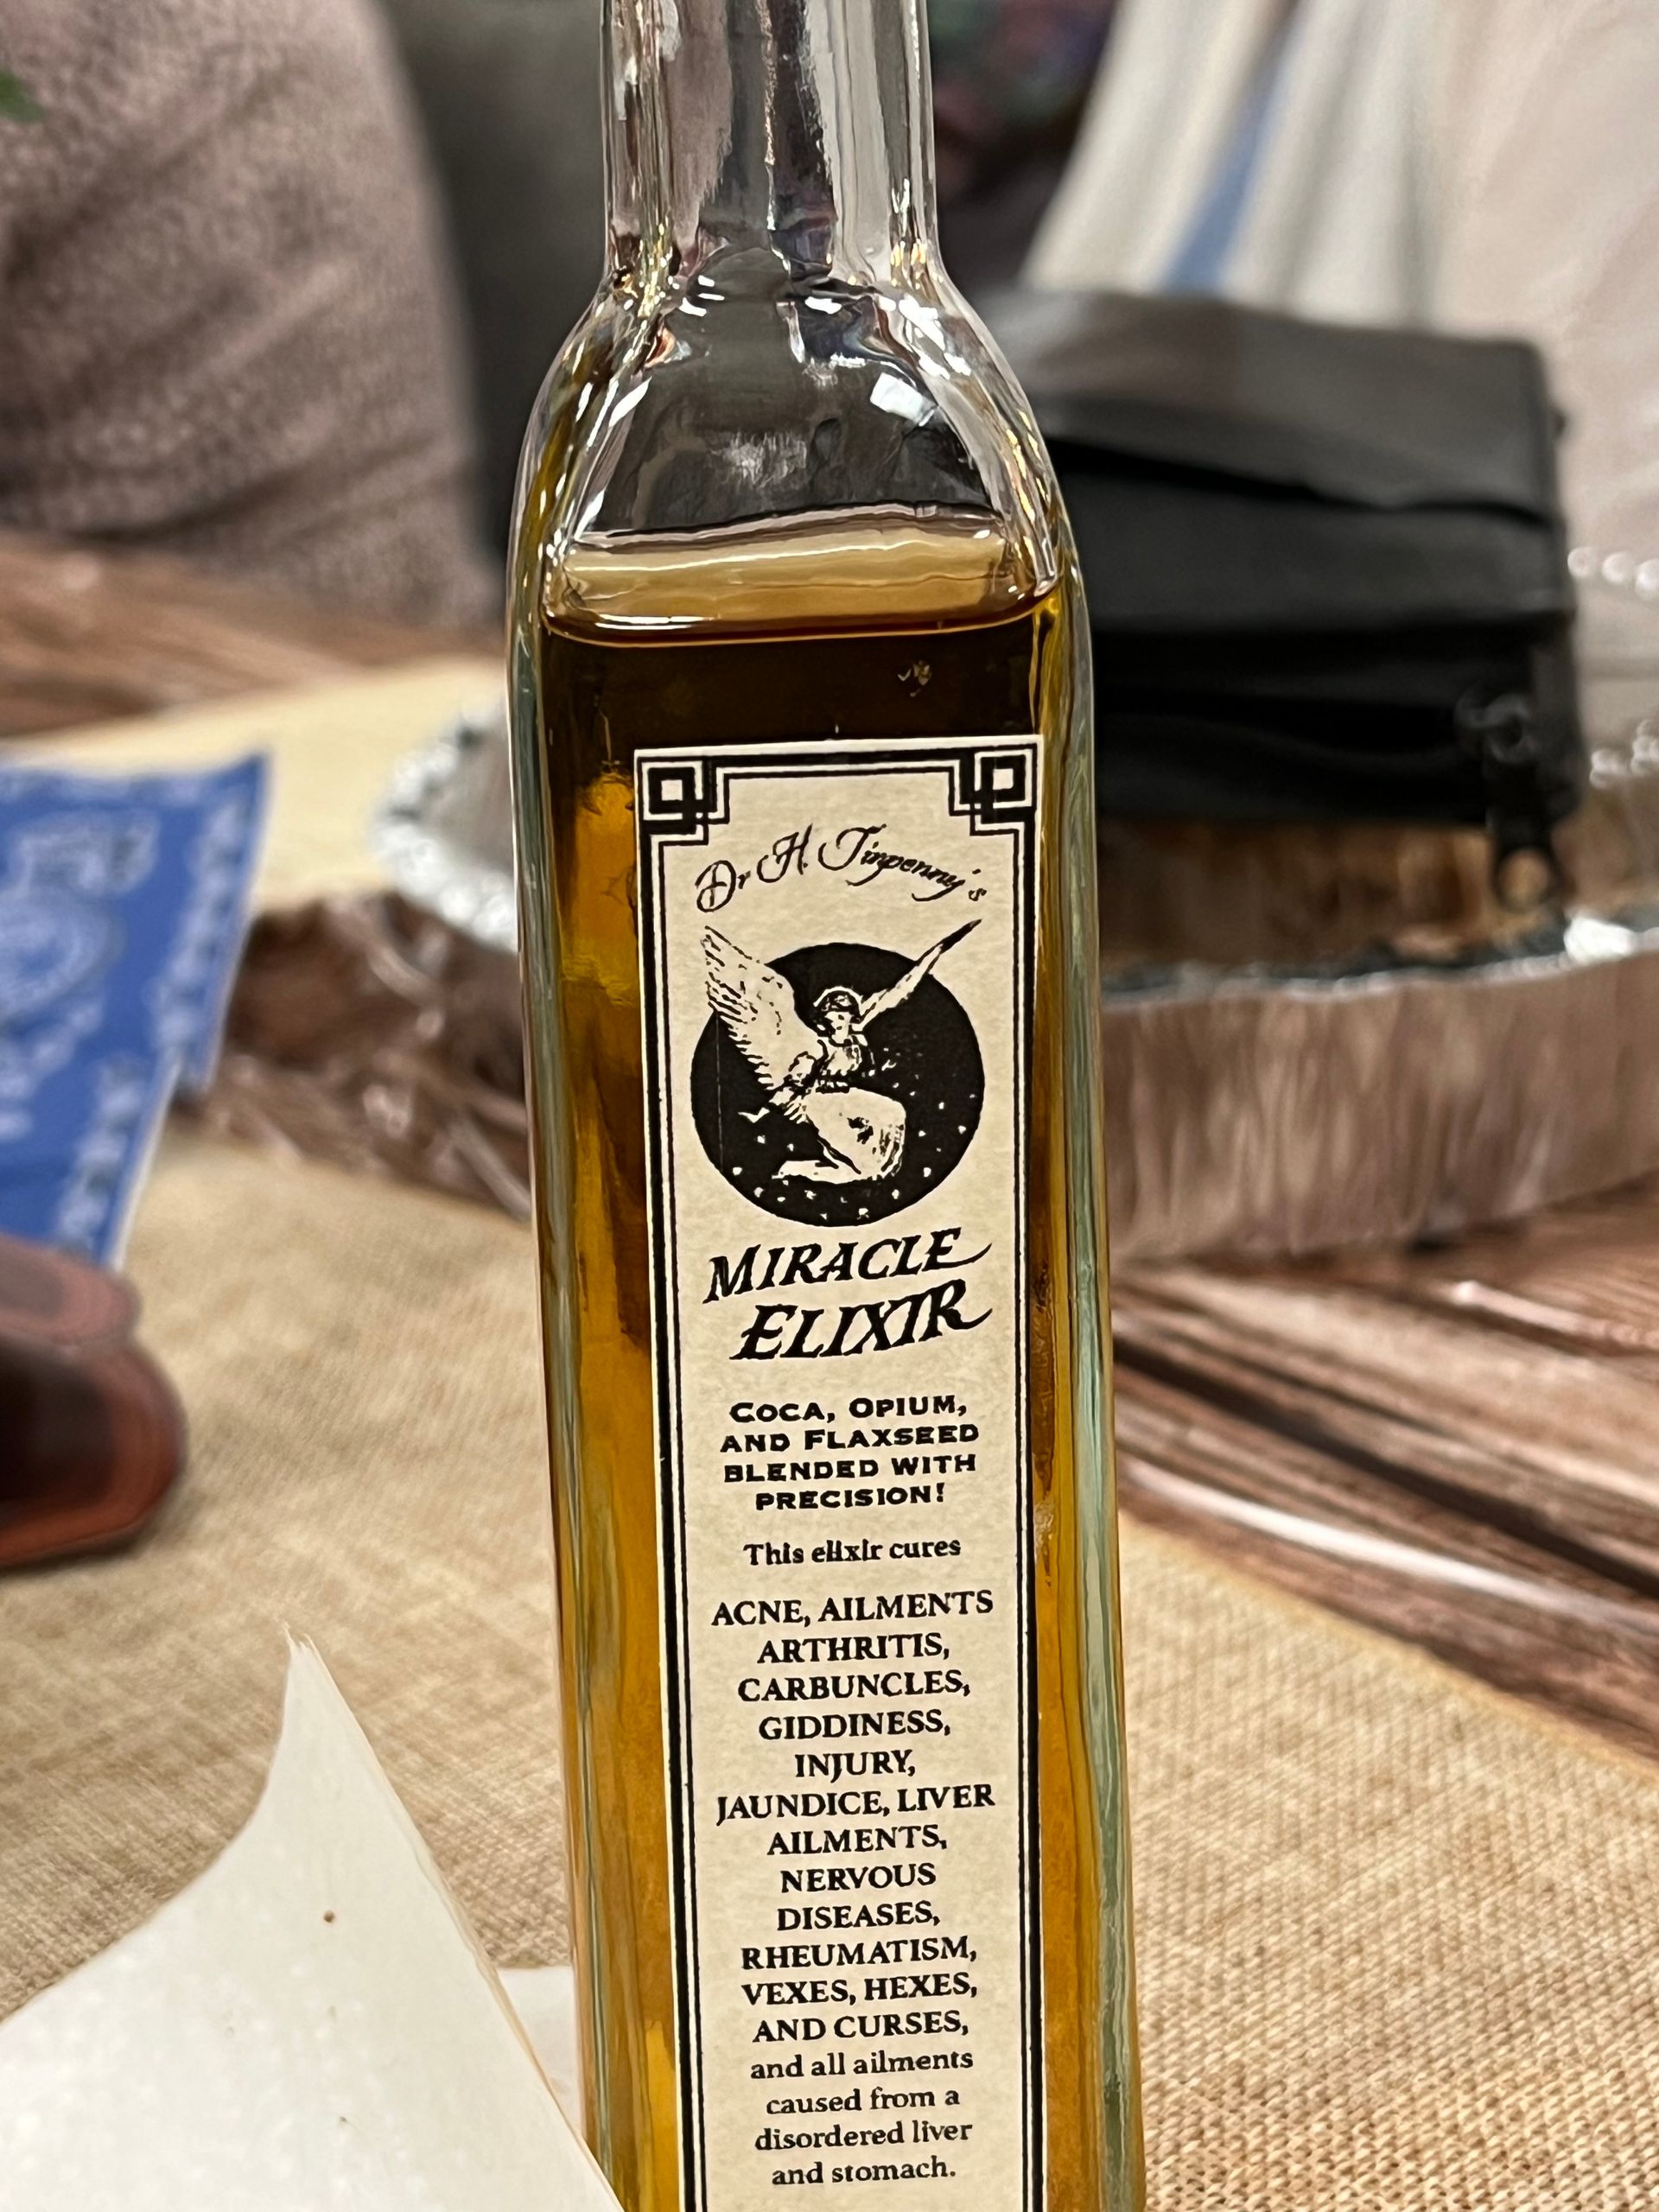 Dr H. Tinpenny's
MIRACLE
ELIXIR
COCA, OPIUM,
AND FLAXSEED
BLENDED WITH
PRECISION!
This elixir cures
ACNE, AILMENTS
ARTHRITIS,
CARBUNCLES,
GIDDINESS,
INJURY,
JAUNDICE, LIVER
AILMENTS,
NERVOUS
DISEASES,
RHEUMATISM,
VEXES, HEXES,
AND CURSES,
and all ailments
caused from a
disordered liver
and stomach.